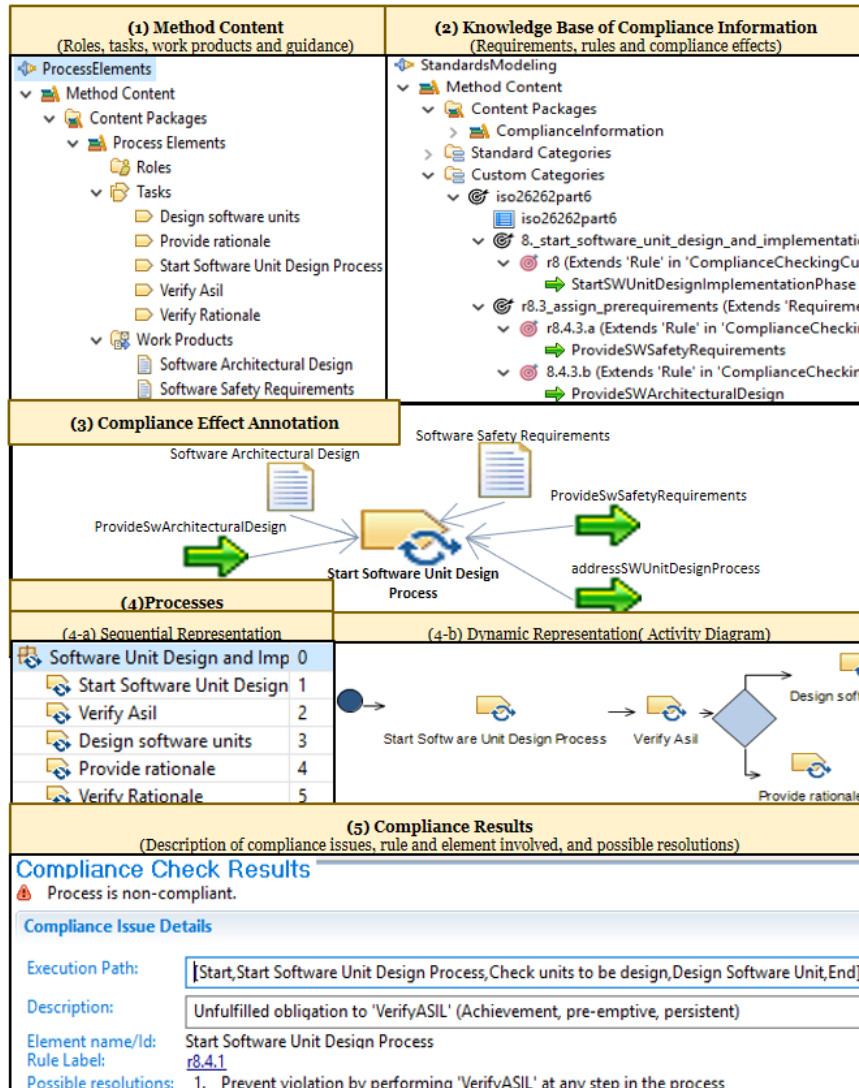 (1) Method Content
(Roles, tasks, work products and guidance)
ProcessElements
Method Content
Content Packages
Process Elements
Roles
Tasks
Design software units
Provide rationale
Start Software Unit Design Process
Verify Asil
Verify Rationale
Work Products
Software Architectural Design
Software Safety Requirements
(2) Knowledge Base of Compliance Information
(Requirements, rules and compliance effects)
StandardsModeling
Method Content
Content Packages
ComplianceInformation
Standard Categories
Custom Categories
iso26262part6
iso26262part6
8._start_software_unit_design_and_implementatio
r8 (Extends 'Rule' in 'ComplianceCheckingCu
StartSWUnitDesignImplementationPhase
r8.3_assign_prerequirements (Extends 'Requireme
r8.4.3.a (Extends 'Rule' in 'ComplianceCheckin
ProvideSWSafetyRequirements
8.4.3.b (Extends 'Rule' in 'ComplianceCheckin
ProvideSWArchitecturalDesign
(3) Compliance Effect Annotation
Software Architectural Design
Software Safety Requirements
ProvideSwArchitecturalDesign
ProvideSwSafetyRequirements
addressSWUnitDesignProcess
Start Software Unit Design
Process
(4)Processes
(4-a) Sequential Representation
Software Unit Design and Imp 0
Start Software Unit Design 1
Verify Asil 2
Design software units 3
Provide rationale 4
Verify Rationale 5
(4-b) Dynamic Representation( Activity Diagram)
Start Software Unit Design Process
Verify Asil
Design soft
Provide rationale
(5) Compliance Results
(Description of compliance issues, rule and element involved, and possible resolutions)
Compliance Check Results
Process is non-compliant.
Compliance Issue Details
Execution Path: [Start,Start Software Unit Design Process,Check units to be design,Design Software Unit,End]
Description: Unfulfilled obligation to 'VerifyASIL' (Achievement, pre-emptive, persistent)
Element name/Id: Start Software Unit Design Process
Rule Label: r8.4.1
Possible resolutions: 1. Prevent violation by performing 'VerifyASIL' at any step in the process